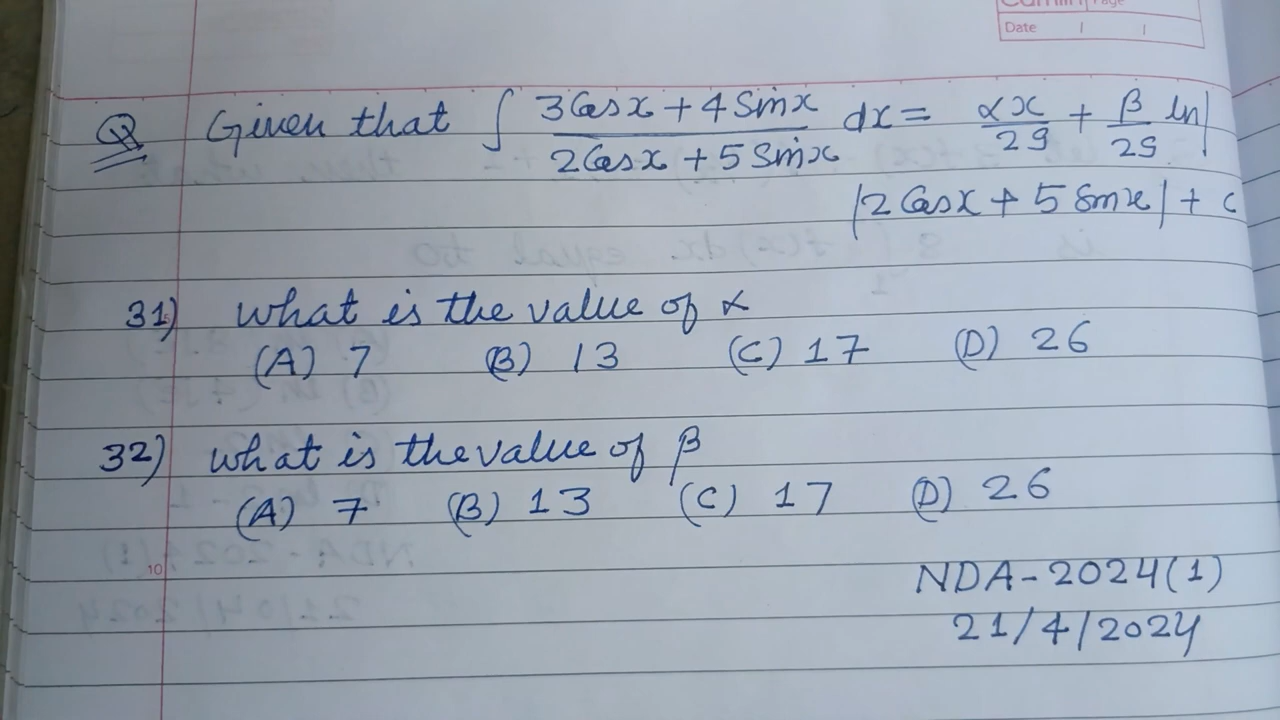 Date / /
Q Given that ∫ (3Cosx + 4Sinx)/(2Cosx + 5Sinx) dx = αx/29 + β/29 ln|
|2Cosx + 5Sinx| + c
31) what is the value of α
(A) 7 (B) 13 (C) 17 (D) 26
32) what is the value of β
(A) 7 (B) 13 (C) 17 (D) 26
10
NDA-2024(1)
21/4/2024